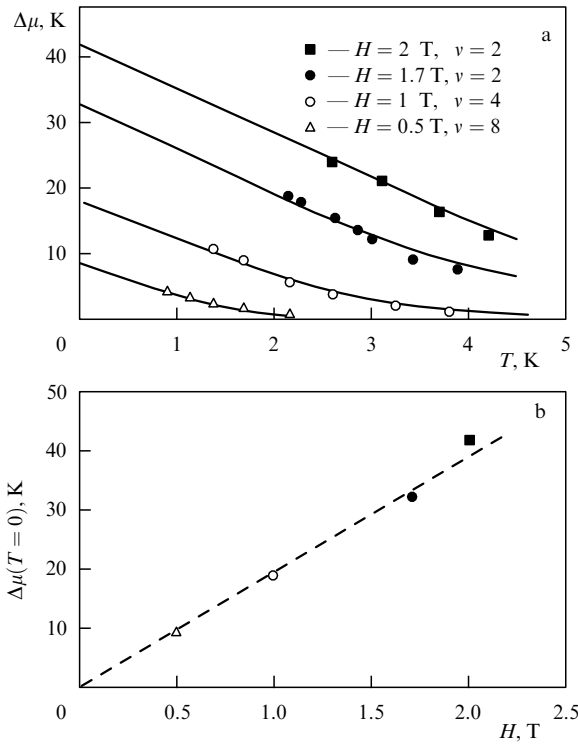 Δμ, K
a
40
30
20
10
0
■ — H = 2 T, ν = 2
● — H = 1.7 T, ν = 2
○ — H = 1 T, ν = 4
△ — H = 0.5 T, ν = 8
1 2 3 4 5
T, K
b
Δμ(T = 0), K
50
40
30
20
10
0
0.5 1.0 1.5 2.0 2.5
H, T